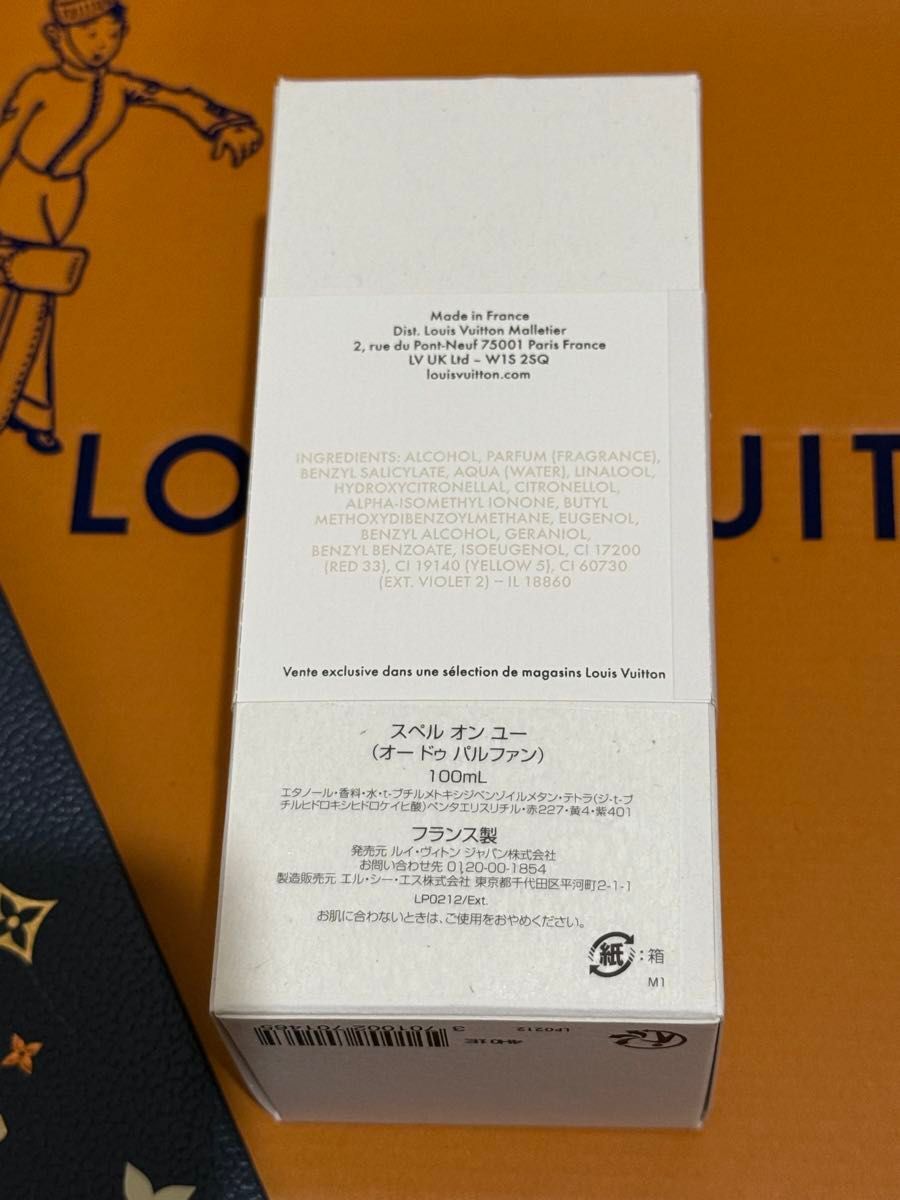 Made in France
Dist. Louis Vuitton Malletier
2, rue du Pont-Neuf 75001 Paris France
LV UK Ltd – W1S 2SQ
louisvuitton.com
INGREDIENTS: ALCOHOL, PARFUM (FRAGRANCE),
BENZYL SALICYLATE, AQUA (WATER), LINALOOL,
HYDROXYCITRONELLAL, CITRONELLOL,
ALPHA-ISOMETHYL IONONE, BUTYL
METHOXYDIBENZOYLMETHANE, EUGENOL,
BENZYL ALCOHOL, GERANIOL,
BENZYL BENZOATE, ISOEUGENOL, CI 17200
(RED 33), CI 19140 (YELLOW 5), CI 60730
(EXT. VIOLET 2) – IL 18860
LO
UIT
Vente exclusive dans une sélection de magasins Louis Vuitton
スペル オン ユー
(オー ドゥ パルファン)
100mL
エタノール・香料・水・t-ブチルメトキシジベンゾイルメタン・テトラ(ジ-t-ブ
チルヒドロキシヒドロケイヒ酸)ペンタエリスリチル・赤227・黄4・紫401
フランス製
発売元 ルイ・ヴィトン ジャパン株式会社
お問い合わせ先 0120-00-1854
製造販売元 エル・シー・エス株式会社 東京都千代田区平河町2-1-1
LP0212/Ext.
お肌に合わないときは、ご使用をおやめください。
紙:箱
M1
3 701002 701465
LP0212